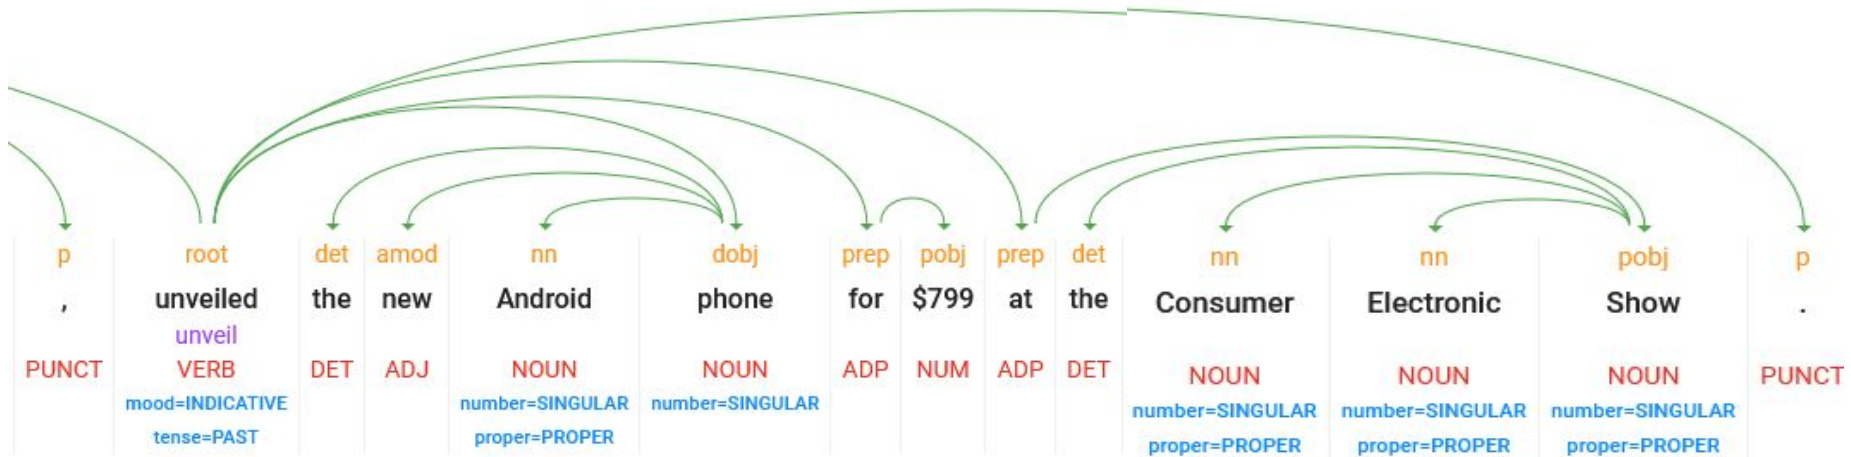 p root det amod nn dobj prep pobj prep det nn nn pobj p
, unveiled the new Android phone for $799 at the Consumer Electronic Show .
unveil
PUNCT VERB DET ADJ NOUN NOUN ADP NUM ADP DET NOUN NOUN NOUN PUNCT
mood=INDICATIVE number=SINGULAR number=SINGULAR number=SINGULAR number=SINGULAR number=SINGULAR
tense=PAST proper=PROPER proper=PROPER proper=PROPER proper=PROPER